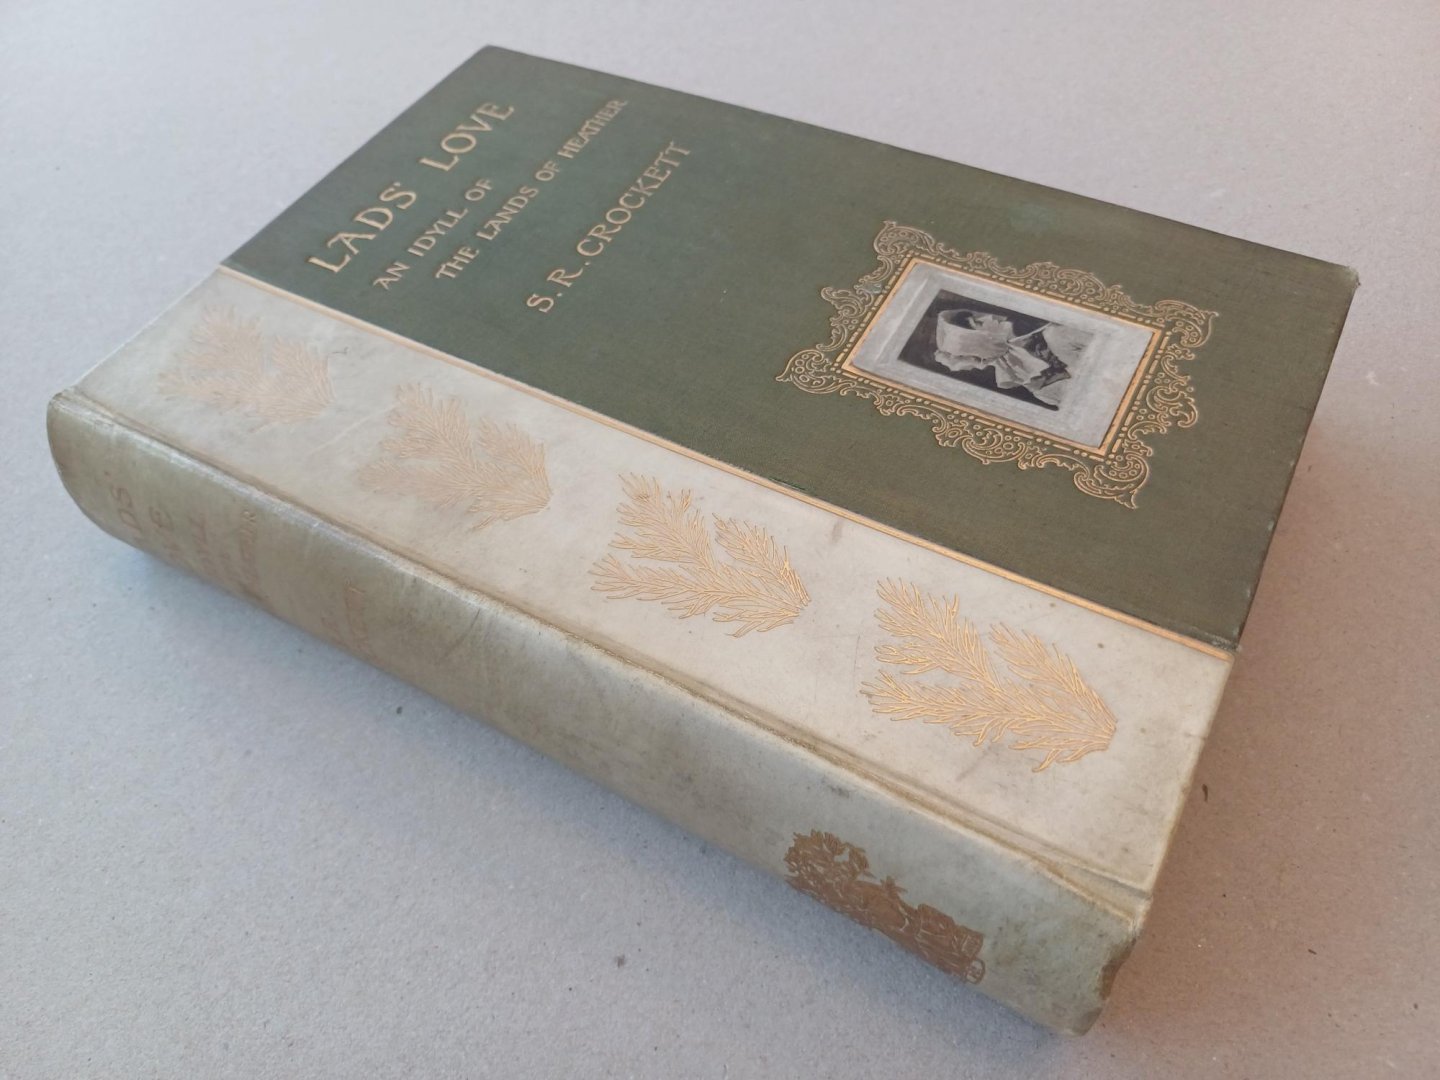 LADS' LOVE
AN IDYLL OF
THE LANDS OF HEATHER
S. R. CROCKETT